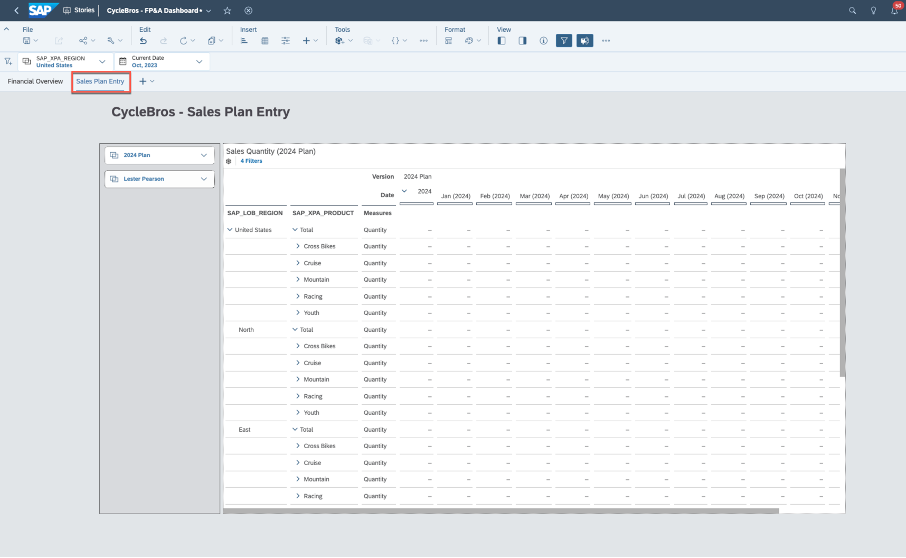 SAP Stories CycleBros - FP&A Dashboard• 50
File Edit Insert Tools Format View
SAP_XPA_REGION
United States
Current Date
Oct, 2023
Financial Overview Sales Plan Entry
CycleBros - Sales Plan Entry
2024 Plan
Lester Pearson
Sales Quantity (2024 Plan)
4 Filters
Version 2024 Plan
Date 2024 Jan (2024) Feb (2024) Mar (2024) Apr (2024) May (2024) Jun (2024) Jul (2024) Aug (2024) Sep (2024) Oct (2024)
SAP_LOB_REGION SAP_XPA_PRODUCT Measures
United States Total Quantity – – – – – – – – – – –
Cross Bikes Quantity – – – – – – – – – – –
Cruise Quantity – – – – – – – – – – –
Mountain Quantity – – – – – – – – – – –
Racing Quantity – – – – – – – – – – –
Youth Quantity – – – – – – – – – – –
North Total Quantity – – – – – – – – – – –
Cross Bikes Quantity – – – – – – – – – – –
Cruise Quantity – – – – – – – – – – –
Mountain Quantity – – – – – – – – – – –
Racing Quantity – – – – – – – – – – –
Youth Quantity – – – – – – – – – – –
East Total Quantity – – – – – – – – – – –
Cross Bikes Quantity – – – – – – – – – – –
Cruise Quantity – – – – – – – – – – –
Mountain Quantity – – – – – – – – – – –
Racing Quantity – – – – – – – – – – –